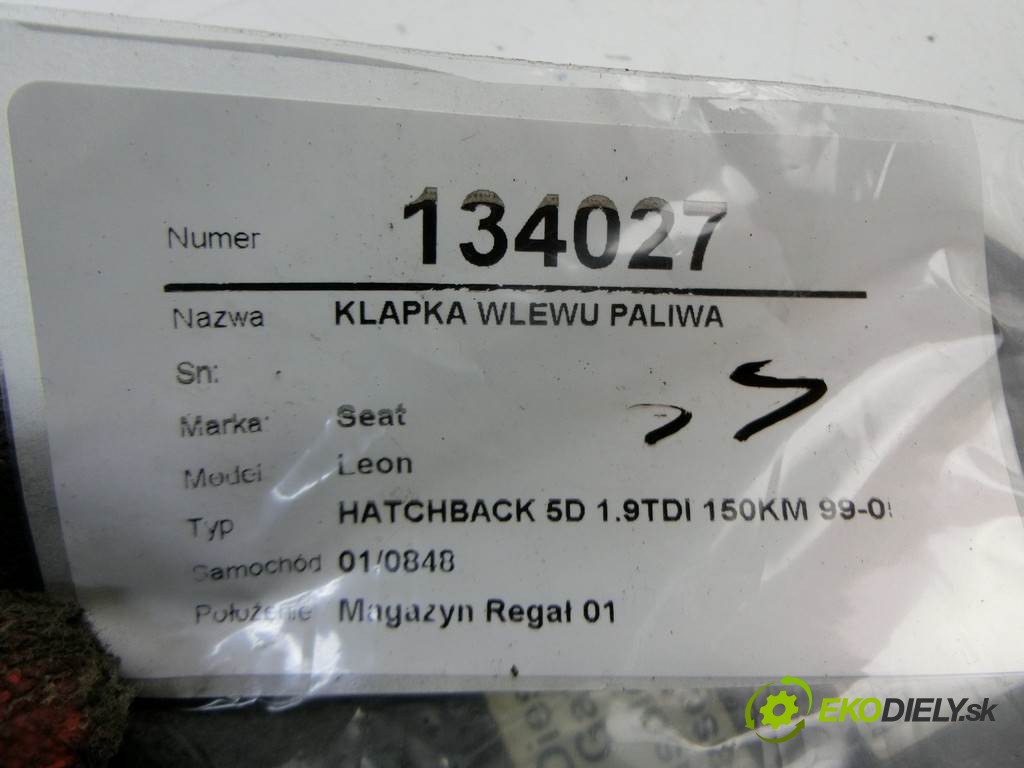 Numer 134027
Nazwa KLAPKA WLEWU PALIWA
Sn:
Marka: Seat
Model Leon
Typ HATCHBACK 5D 1.9TDI 150KM 99-0
Samochód 01/0848
Położenie Magazyn Regał 01
EKODIELY.sk